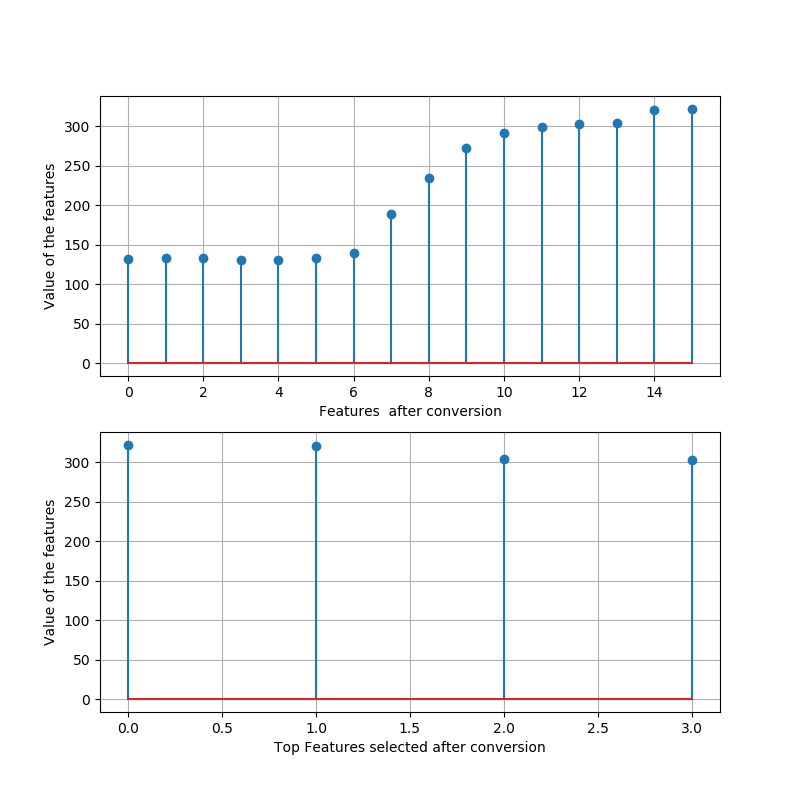 300
250
200
150
100
50
0
Value of the features
0 2 4 6 8 10 12 14
Features  after conversion
300
250
200
150
100
50
0
Value of the features
0.0 0.5 1.0 1.5 2.0 2.5 3.0
Top Features selected after conversion